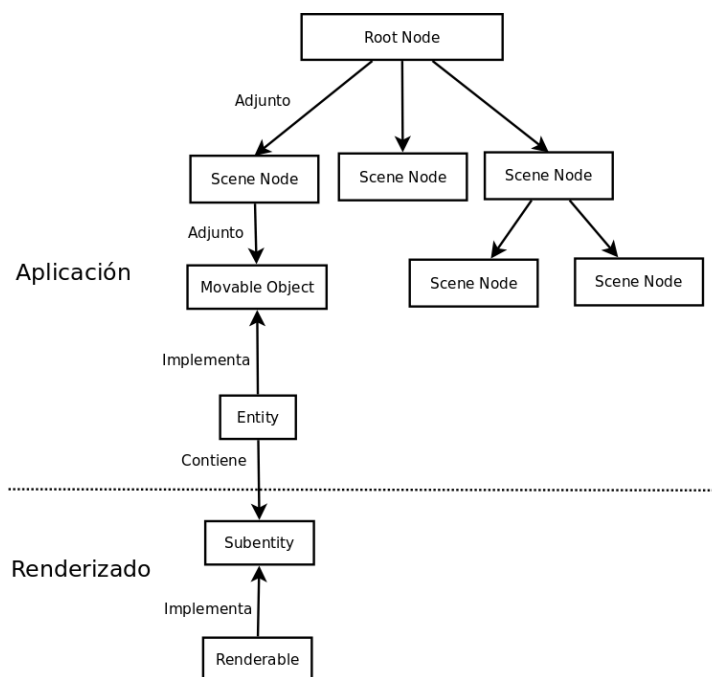 Root Node
Adjunto
Scene Node
Scene Node
Scene Node
Adjunto
Aplicación
Movable Object
Scene Node
Scene Node
Implementa
Entity
Contiene
Subentity
Renderizado
Implementa
Renderable